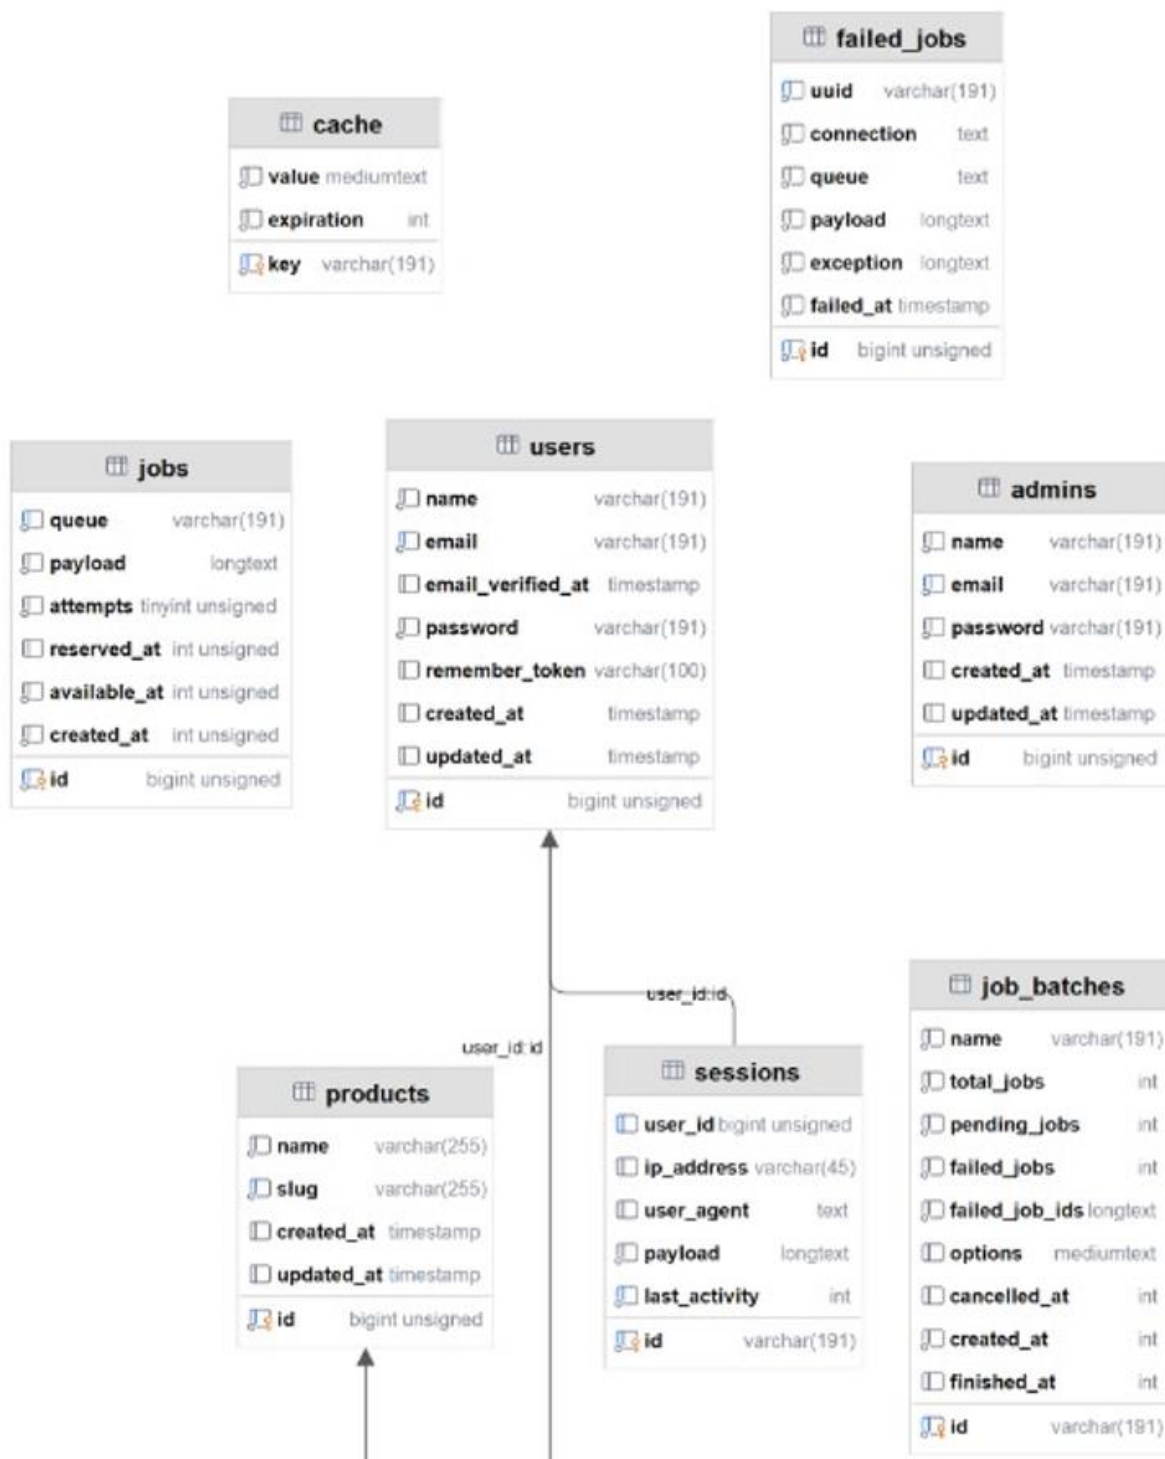 failed_jobs
uuid varchar(191)
connection text
queue text
payload longtext
exception longtext
failed_at timestamp
id bigint unsigned
cache
value mediumtext
expiration int
key varchar(191)
jobs
queue varchar(191)
payload longtext
attempts tinyint unsigned
reserved_at int unsigned
available_at int unsigned
created_at int unsigned
id bigint unsigned
users
name varchar(191)
email varchar(191)
email_verified_at timestamp
password varchar(191)
remember_token varchar(100)
created_at timestamp
updated_at timestamp
id bigint unsigned
admins
name varchar(191)
email varchar(191)
password varchar(191)
created_at timestamp
updated_at timestamp
id bigint unsigned
user_id:id
user_id:id
products
name varchar(255)
slug varchar(255)
created_at timestamp
updated_at timestamp
id bigint unsigned
sessions
user_id bigint unsigned
ip_address varchar(45)
user_agent text
payload longtext
last_activity int
id varchar(191)
job_batches
name varchar(191)
total_jobs int
pending_jobs int
failed_jobs int
failed_job_ids longtext
options mediumtext
cancelled_at int
created_at int
finished_at int
id varchar(191)